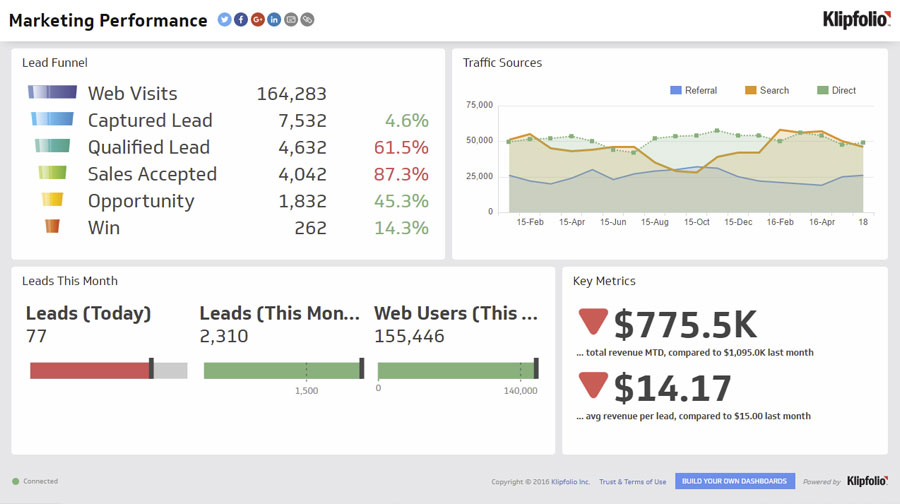 Marketing Performance
Klipfolio
Lead Funnel
Web Visits 164,283
Captured Lead 7,532 4.6%
Qualified Lead 4,632 61.5%
Sales Accepted 4,042 87.3%
Opportunity 1,832 45.3%
Win 262 14.3%
Traffic Sources
Referral Search Direct
75,000
50,000
25,000
0
15-Feb 15-Apr 15-Jun 15-Aug 15-Oct 15-Dec 16-Feb 16-Apr 18
Leads This Month
Leads (Today) Leads (This Mon... Web Users (This ...
77 2,310 155,446
1,500 0 140,000
Key Metrics
$775.5K
... total revenue MTD, compared to $1,095.0K last month
$14.17
... avg revenue per lead, compared to $15.00 last month
Connected
Copyright © 2016 Klipfolio Inc. Trust & Terms of Use BUILD YOUR OWN DASHBOARDS Powered by Klipfolio